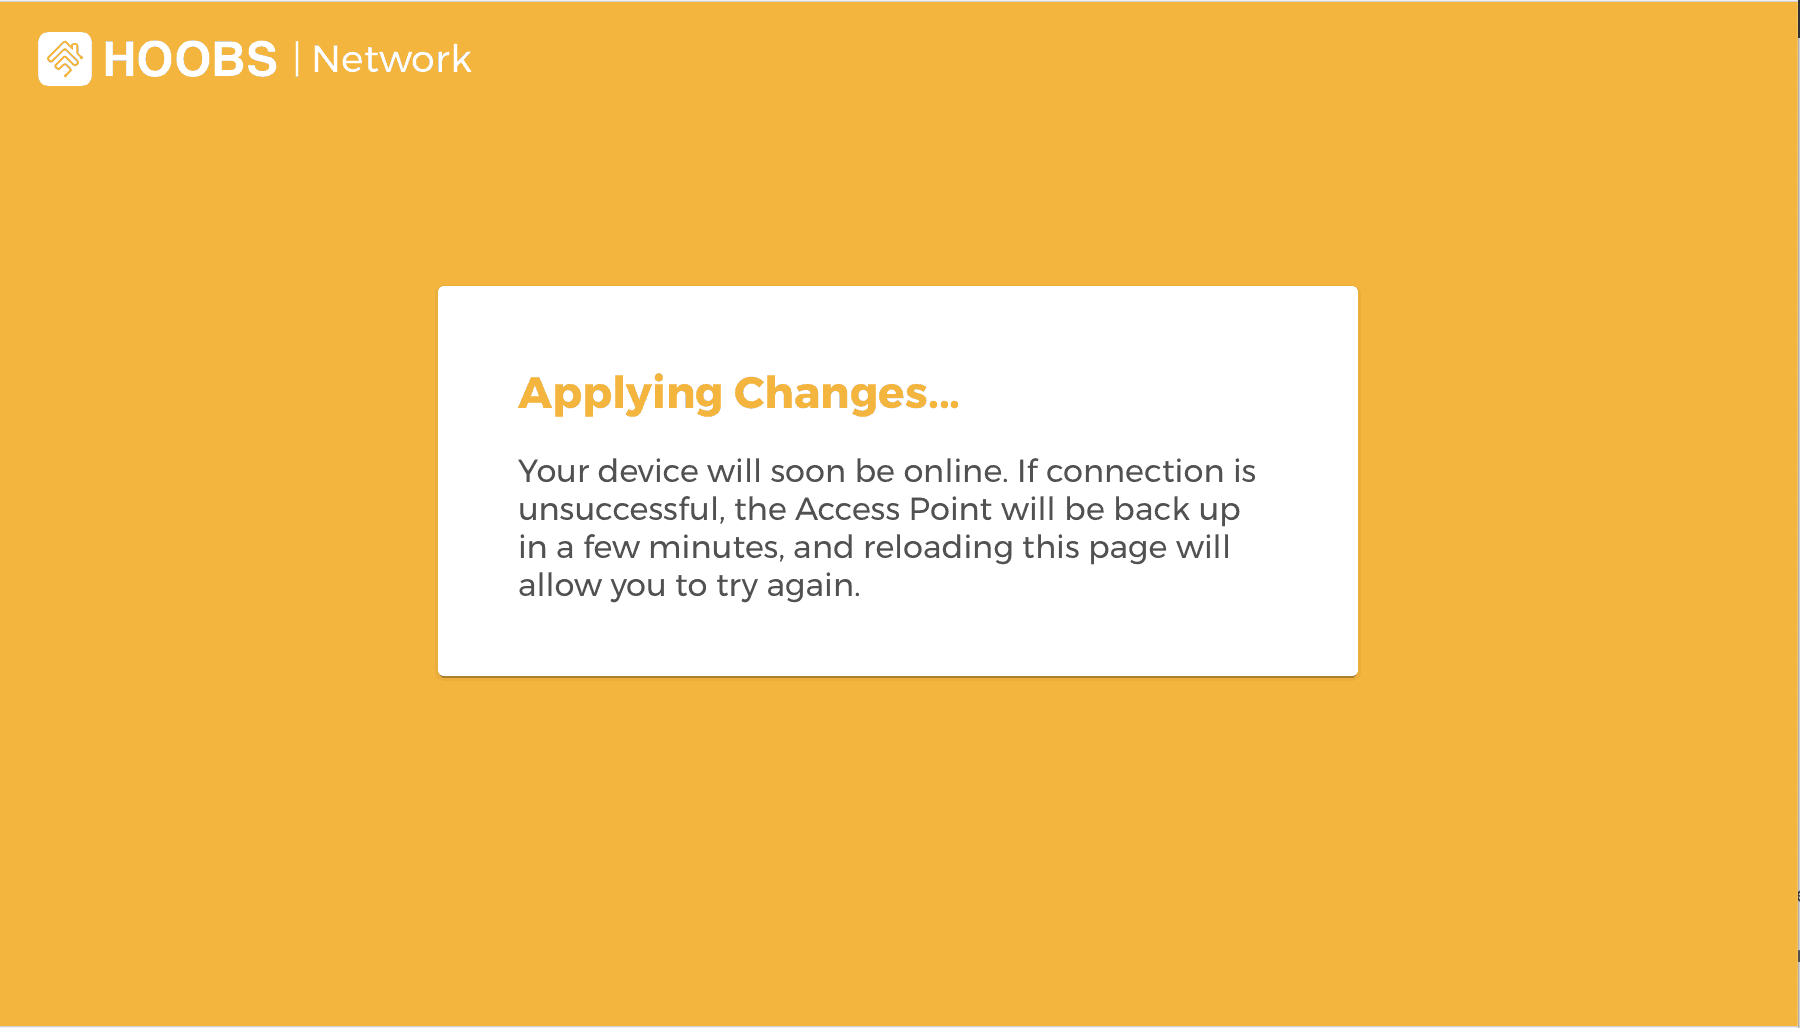 HOOBS | Network
Applying Changes...
Your device will soon be online. If connection is
unsuccessful, the Access Point will be back up
in a few minutes, and reloading this page will
allow you to try again.